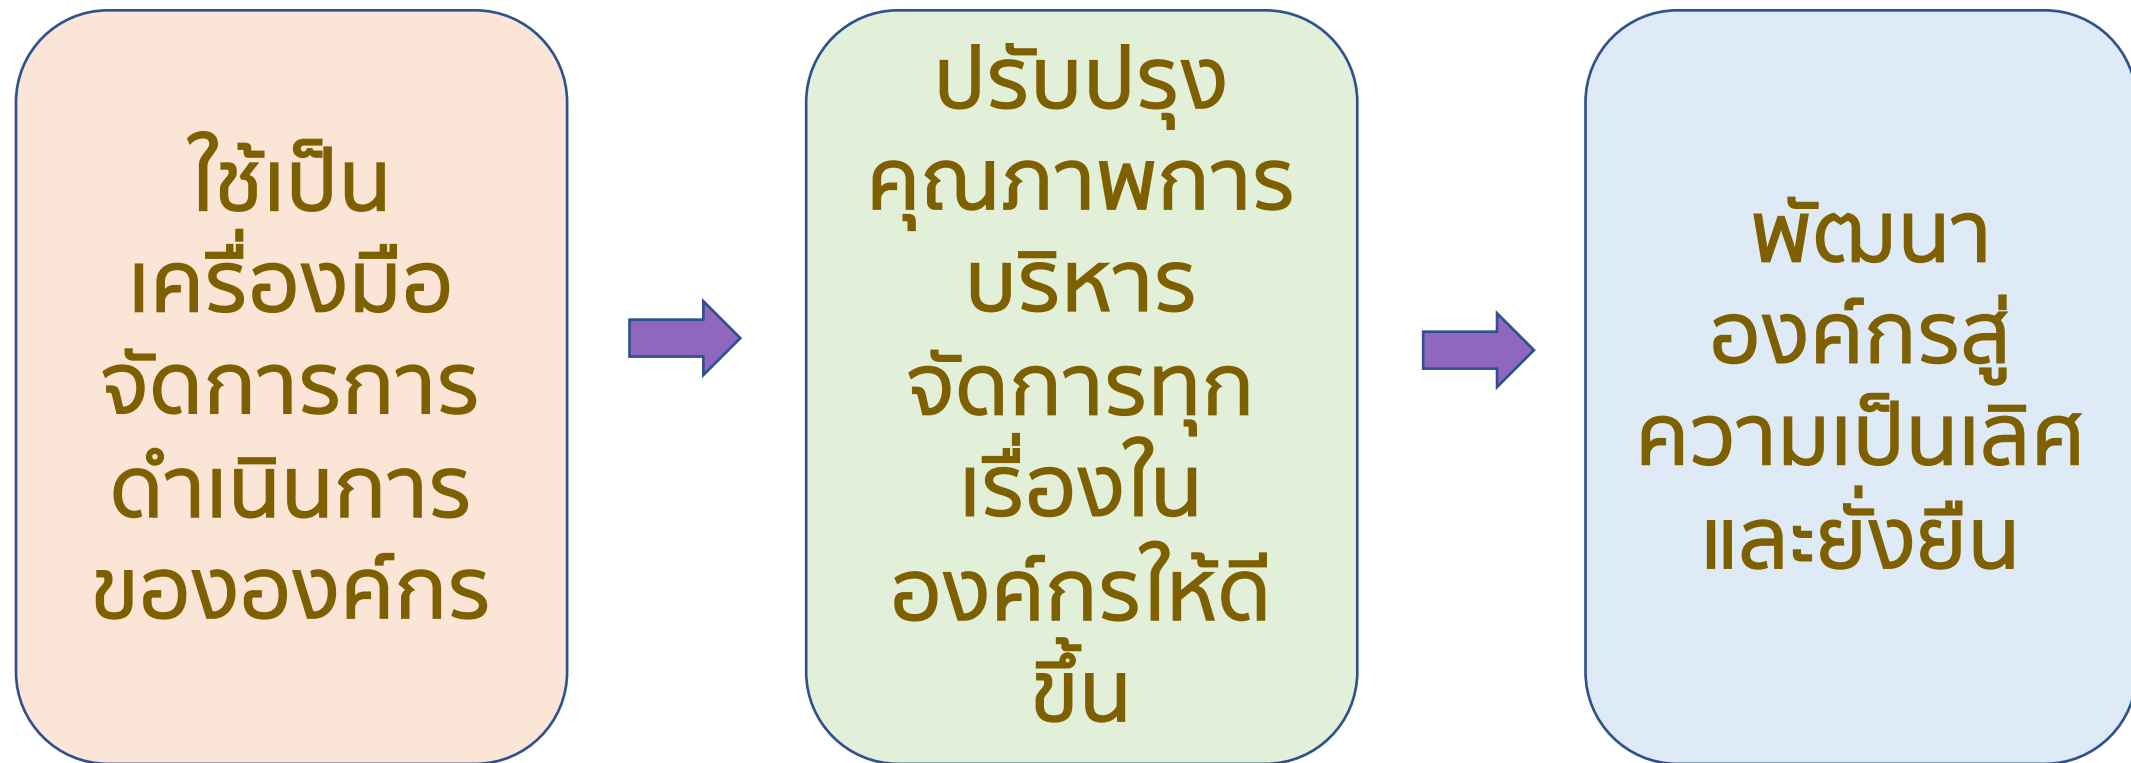 ใช้เป็น
เครื่องมือ
จัดการการ
ดำเนินการ
ขององค์กร
ปรับปรุง
คุณภาพการ
บริหาร
จัดการทุก
เรื่องใน
องค์กรให้ดี
ขึ้น
พัฒนา
องค์กรสู่
ความเป็นเลิศ
และยั่งยืน